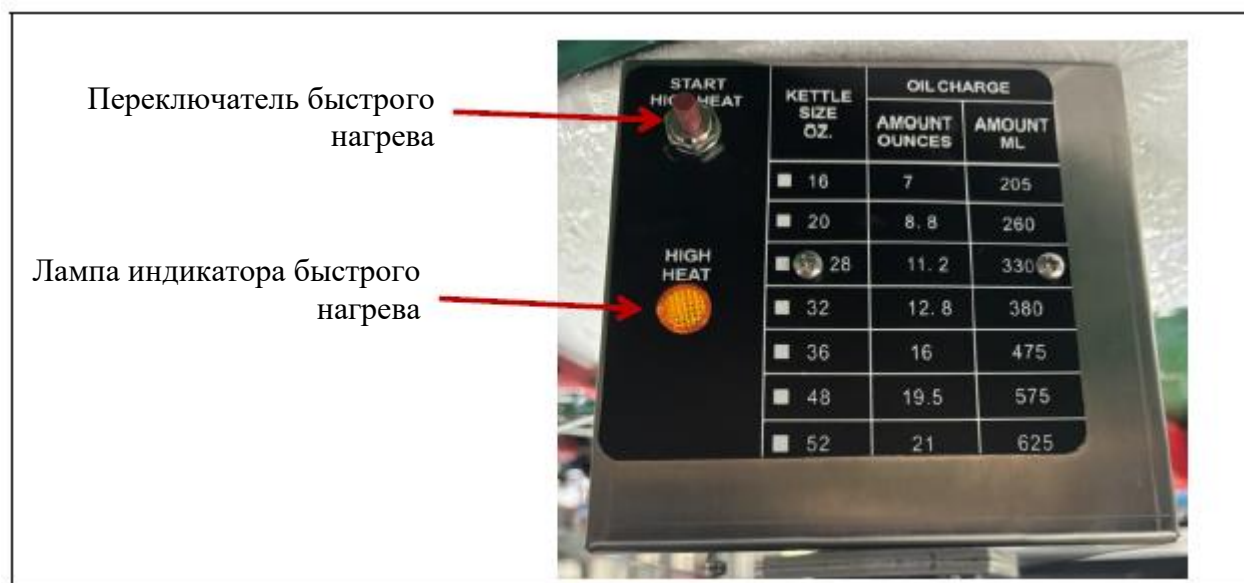 Переключатель быстрого
нагрева
Лампа индикатора быстрого
нагрева
START
HIGH HEAT
HIGH
HEAT
KETTLE
SIZE
OZ.
OIL CHARGE
AMOUNT
OUNCES
AMOUNT
ML
16 7 205
20 8.8 260
28 11.2 330
32 12.8 380
36 16 475
48 19.5 575
52 21 625